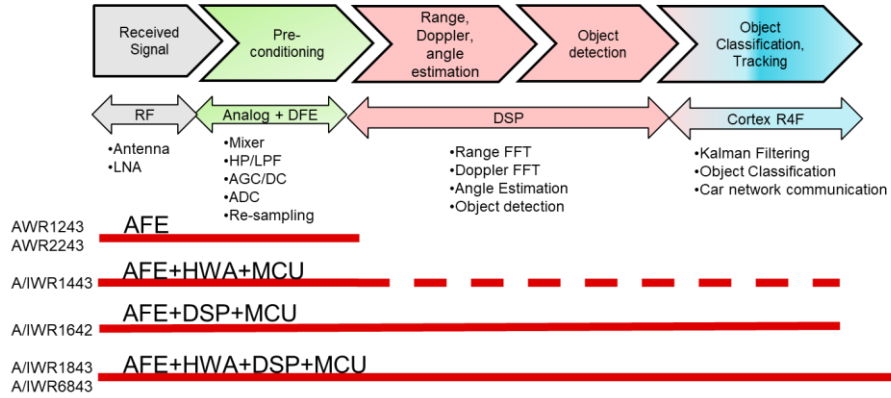 Received
Signal
Pre-
conditioning
Range,
Doppler,
angle
estimation
Object
detection
Object
Classification,
Tracking
RF
Analog + DFE
DSP
Cortex R4F
•Antenna
•LNA
•Mixer
•HP/LPF
•AGC/DC
•ADC
•Re-sampling
•Range FFT
•Doppler FFT
•Angle Estimation
•Object detection
•Kalman Filtering
•Object Classification
•Car network communication
AWR1243
AWR2243
AFE
A/IWR1443
AFE+HWA+MCU
A/IWR1642
AFE+DSP+MCU
A/IWR1843
A/IWR6843
AFE+HWA+DSP+MCU